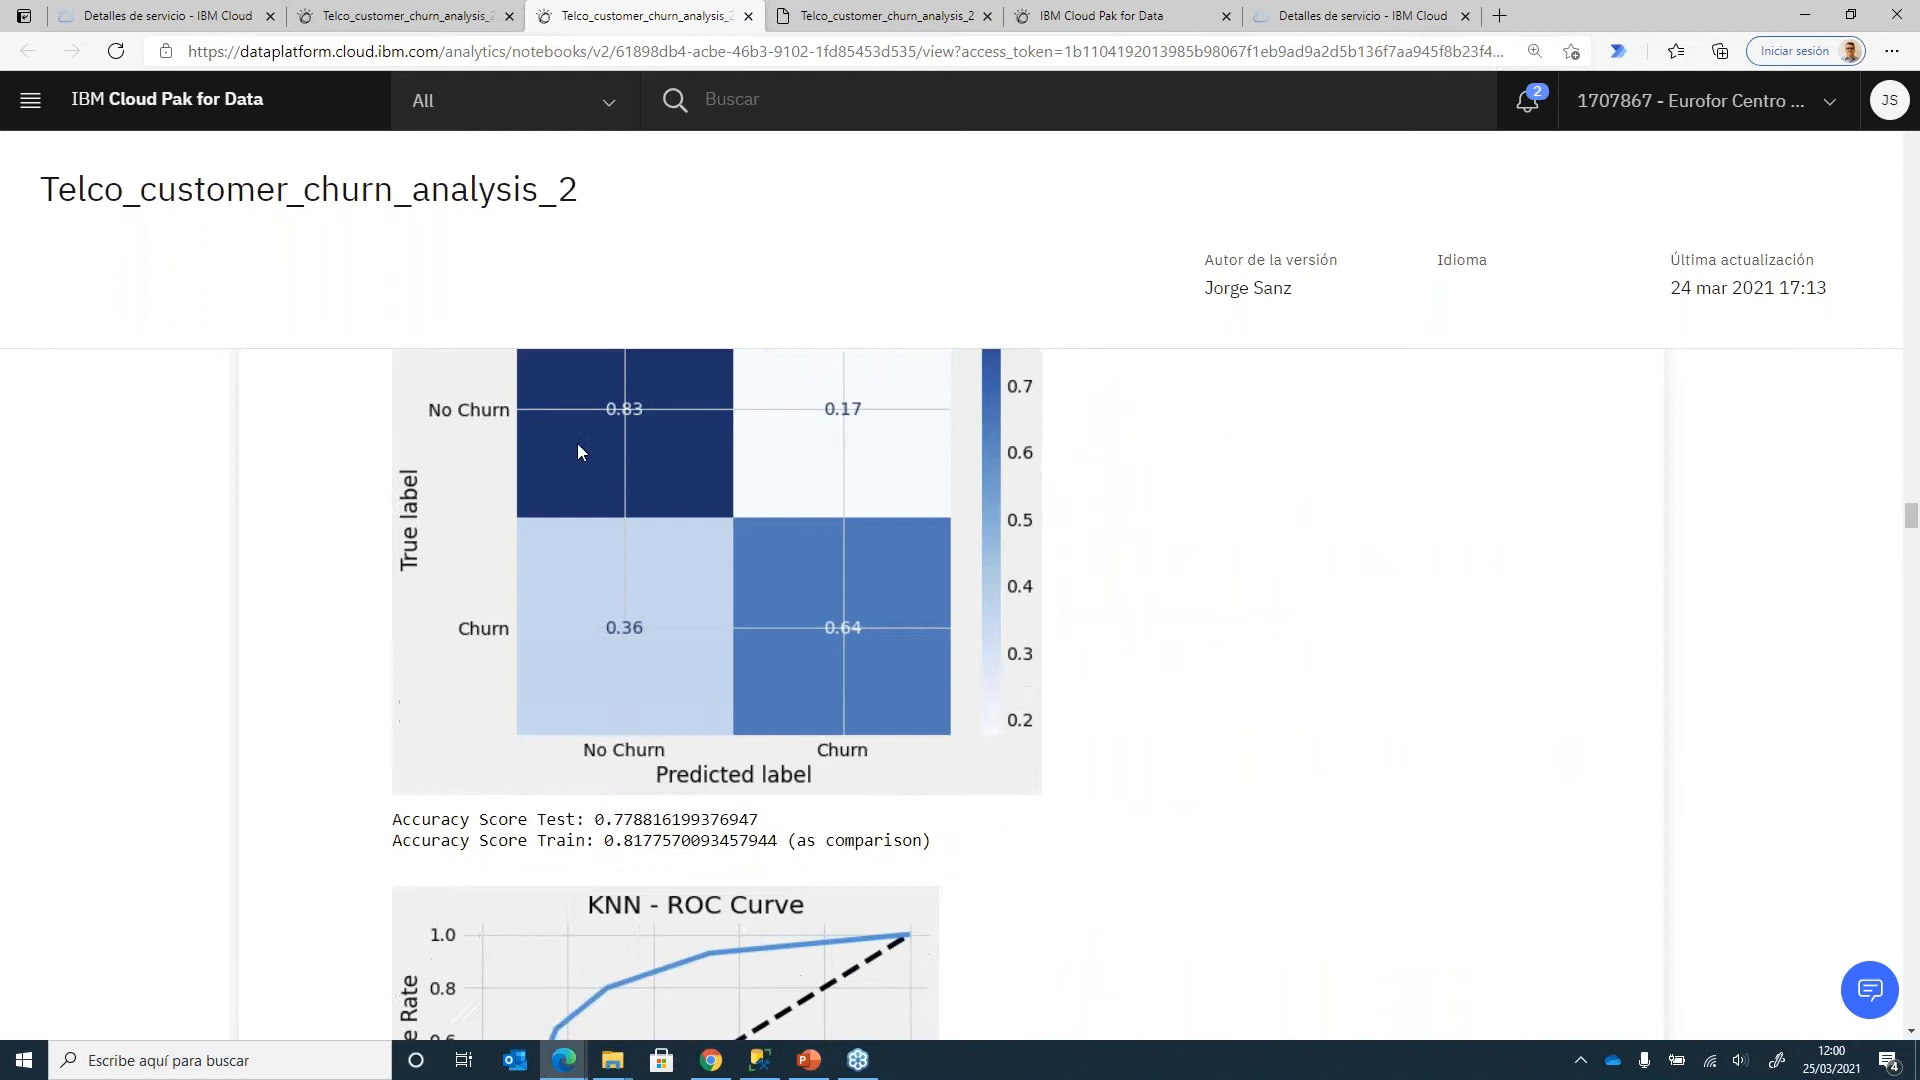 Detalles de servicio - IBM Cloud
Telco_customer_churn_analysis_2
Telco_customer_churn_analysis_2
Telco_customer_churn_analysis_2
IBM Cloud Pak for Data
Detalles de servicio - IBM Cloud
https://dataplatform.cloud.ibm.com/analytics/notebooks/v2/61898db4-acbe-46b3-9102-1fd85453d535/view?access_token=1b1104192013985b98067f1eb9ad9a2d5b136f7aa945f8b23f4...
Iniciar sesión
IBM Cloud Pak for Data
All
Buscar
2
1707867 - Eurofor Centro ...
JS
Telco_customer_churn_analysis_2
Autor de la versión
Idioma
Última actualización
Jorge Sanz
24 mar 2021 17:13
0.7
No Churn
0.83
0.17
0.6
True label
0.5
0.4
Churn
0.36
0.64
0.3
0.2
No Churn
Churn
Predicted label
Accuracy Score Test: 0.778816199376947
Accuracy Score Train: 0.8177570093457944 (as comparison)
KNN - ROC Curve
1.0
0.8
e Rate
Escribe aquí para buscar
12:00
25/03/2021
4